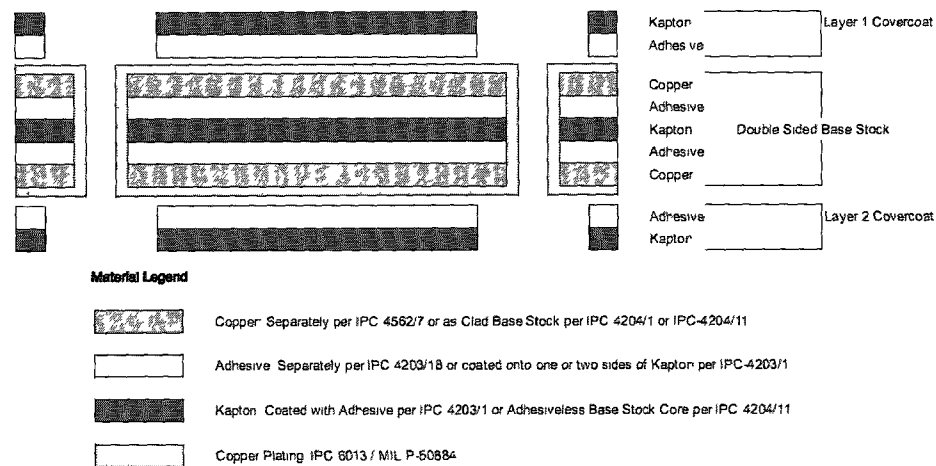 Kapton Layer 1 Covercoat
Adhesive
Copper
Adhesive
Kapton Double Sided Base Stock
Adhesive
Copper
Adhesive Layer 2 Covercoat
Kapton
Material Legend
Copper Separately per IPC 4562/7 or as Clad Base Stock per IPC 4204/1 or IPC-4204/11
Adhesive Separately per IPC 4203/18 or coated onto one or two sides of Kapton per IPC-4203/1
Kapton Coated with Adhesive per IPC 4203/1 or Adhesiveless Base Stock Core per IPC 4204/11
Copper Plating IPC 6013 / MIL P-50884